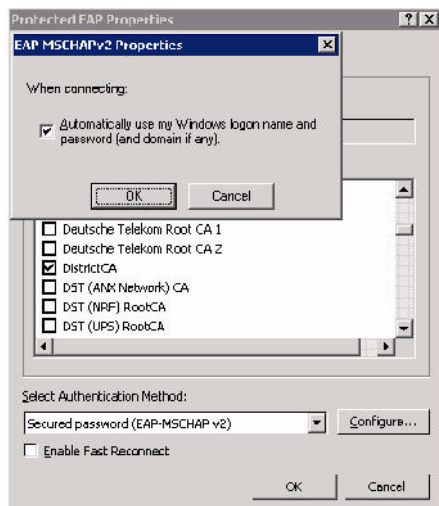 Protected EAP Properties
EAP MSCHAPv2 Properties
When connecting:
Automatically use my Windows logon name and
password (and domain if any).
OK
Cancel
Deutsche Telekom Root CA 1
Deutsche Telekom Root CA 2
DistrictCA
DST (ANX Network) CA
DST (NRF) RootCA
DST (UPS) RootCA
Select Authentication Method:
Secured password (EAP-MSCHAP v2)
Configure...
Enable Fast Reconnect
OK
Cancel